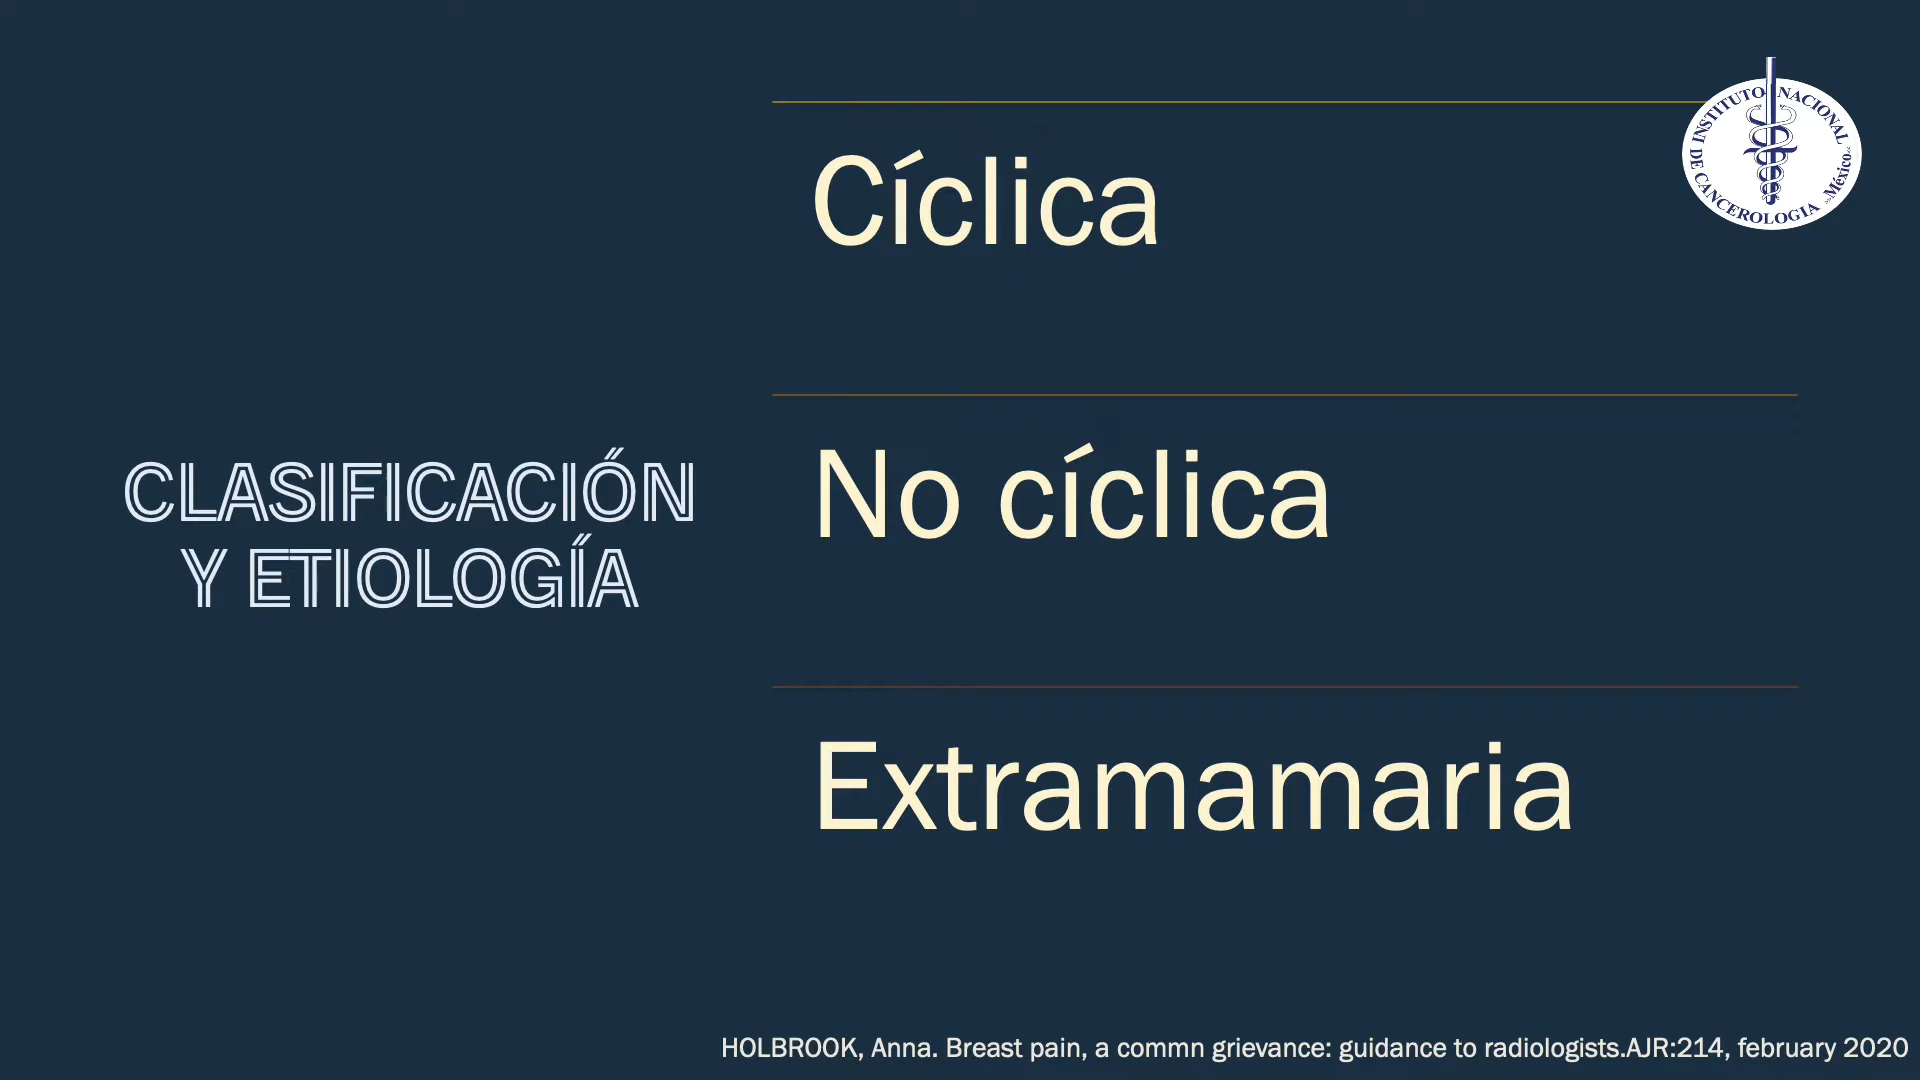 INSTITUTO NACIONAL
DE CANCEROLOGIA
México
Cíclica
No cíclica
CLASIFICACIÓN
Y ETIOLOGÍA
Extramamaria
HOLBROOK, Anna. Breast pain, a commn grievance: guidance to radiologists.AJR:214, february 2020